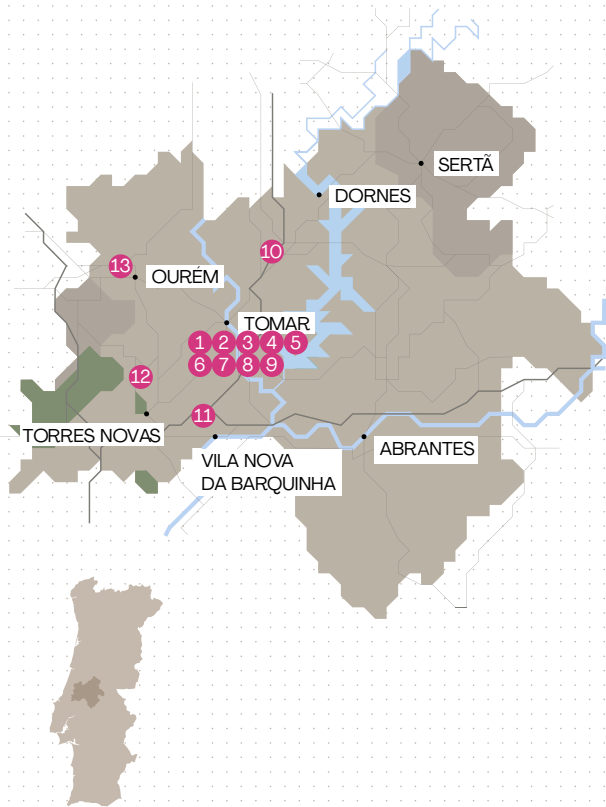 SERTÃ
DORNES
10
13
OURÉM
TOMAR
1 2 3 4 5
6 7 8 9
12
11
TORRES NOVAS
ABRANTES
VILA NOVA
DA BARQUINHA